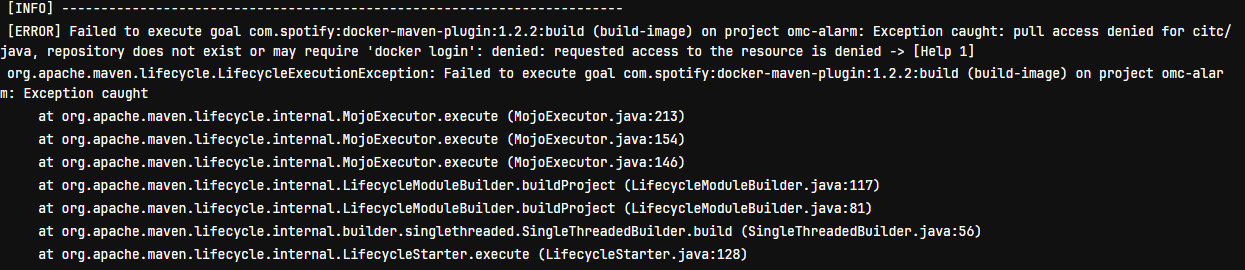 [INFO] ------------------------------------------------------------------------
[ERROR] Failed to execute goal com.spotify:docker-maven-plugin:1.2.2:build (build-image) on project omc-alarm: Exception caught: pull access denied for citc/
java, repository does not exist or may require 'docker login': denied: requested access to the resource is denied -> [Help 1]
org.apache.maven.lifecycle.LifecycleExecutionException: Failed to execute goal com.spotify:docker-maven-plugin:1.2.2:build (build-image) on project omc-alar
m: Exception caught
at org.apache.maven.lifecycle.internal.MojoExecutor.execute (MojoExecutor.java:213)
at org.apache.maven.lifecycle.internal.MojoExecutor.execute (MojoExecutor.java:154)
at org.apache.maven.lifecycle.internal.MojoExecutor.execute (MojoExecutor.java:146)
at org.apache.maven.lifecycle.internal.LifecycleModuleBuilder.buildProject (LifecycleModuleBuilder.java:117)
at org.apache.maven.lifecycle.internal.LifecycleModuleBuilder.buildProject (LifecycleModuleBuilder.java:81)
at org.apache.maven.lifecycle.internal.builder.singlethreaded.SingleThreadedBuilder.build (SingleThreadedBuilder.java:56)
at org.apache.maven.lifecycle.internal.LifecycleStarter.execute (LifecycleStarter.java:128)